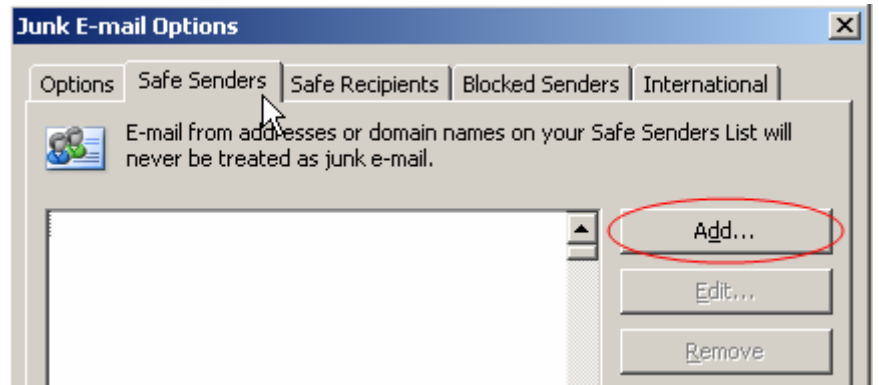 Junk E-mail Options
Options Safe Senders Safe Recipients Blocked Senders International
E-mail from addresses or domain names on your Safe Senders List will
never be treated as junk e-mail.
Add...
Edit...
Remove